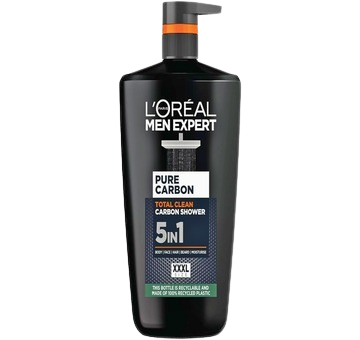 L'ORÉAL
PARIS
MEN EXPERT
PURE
CARBON
TOTAL CLEAN
CARBON SHOWER
5IN1
BODY | FACE | HAIR | BEARD | MOISTURISE
XXXL
THIS BOTTLE IS RECYCLABLE AND
MADE OF 100% RECYCLED PLASTIC